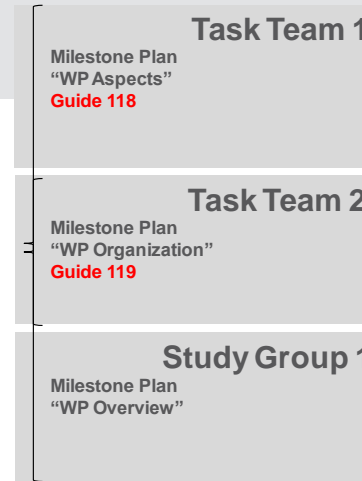 Task Team 1
Milestone Plan
“WP Aspects”
Guide 118
Task Team 2
Milestone Plan
“WP Organization”
Guide 119
Study Group 1
Milestone Plan
“WP Overview”